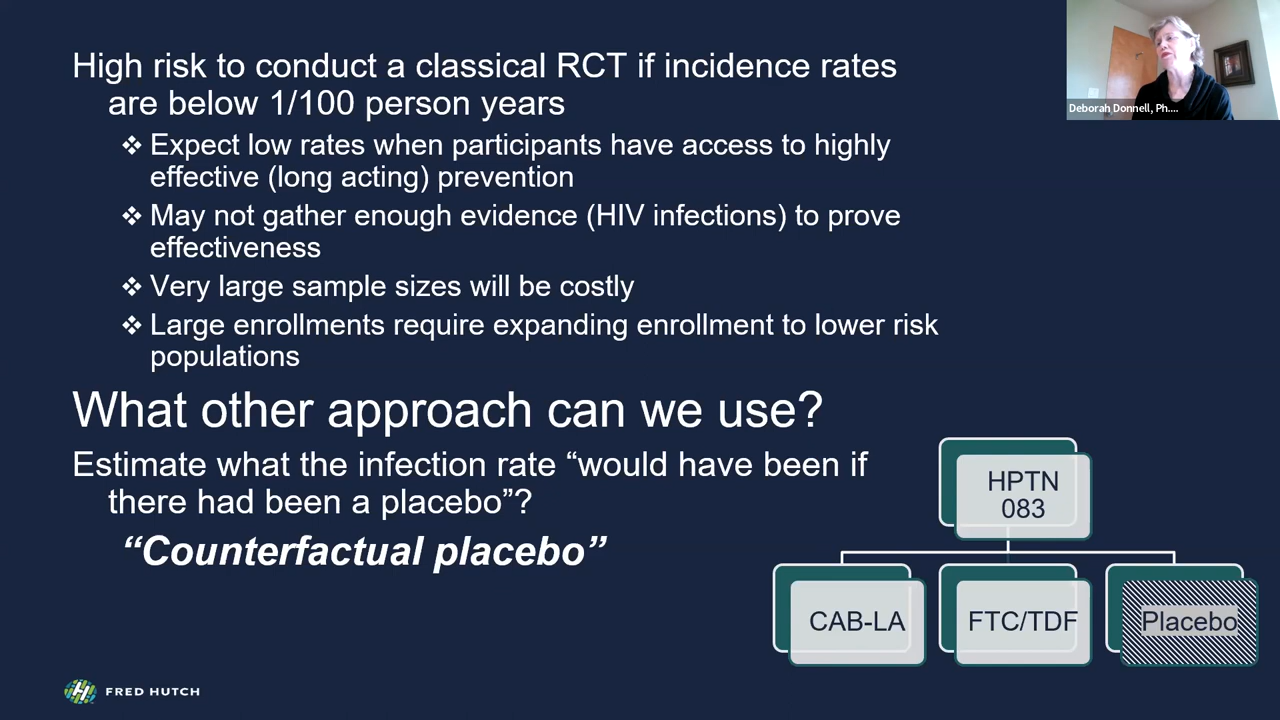 High risk to conduct a classical RCT if incidence rates
are below 1/100 person years
❖ Expect low rates when participants have access to highly
effective (long acting) prevention
❖ May not gather enough evidence (HIV infections) to prove
effectiveness
❖ Very large sample sizes will be costly
❖ Large enrollments require expanding enrollment to lower risk
populations
What other approach can we use?
Estimate what the infection rate “would have been if
there had been a placebo”?
“Counterfactual placebo”
HPTN
083
CAB-LA
FTC/TDF
Placebo
FRED HUTCH
Deborah Donnell, Ph....